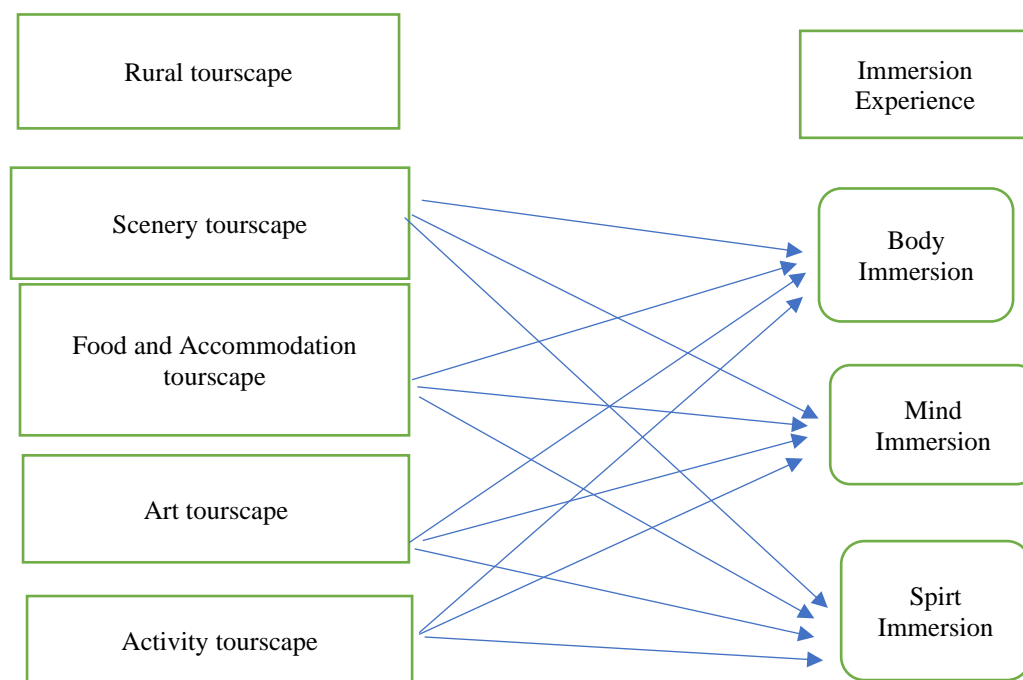 Rural tourscape
Immersion
Experience
Scenery tourscape
Body
Immersion
Food and Accommodation
tourscape
Mind
Immersion
Art tourscape
Spirt
Immersion
Activity tourscape